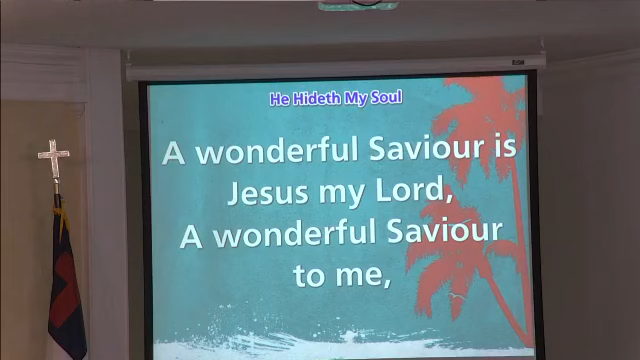 He Hideth My Soul
A wonderful Saviour is
Jesus my Lord,
A wonderful Saviour
to me,